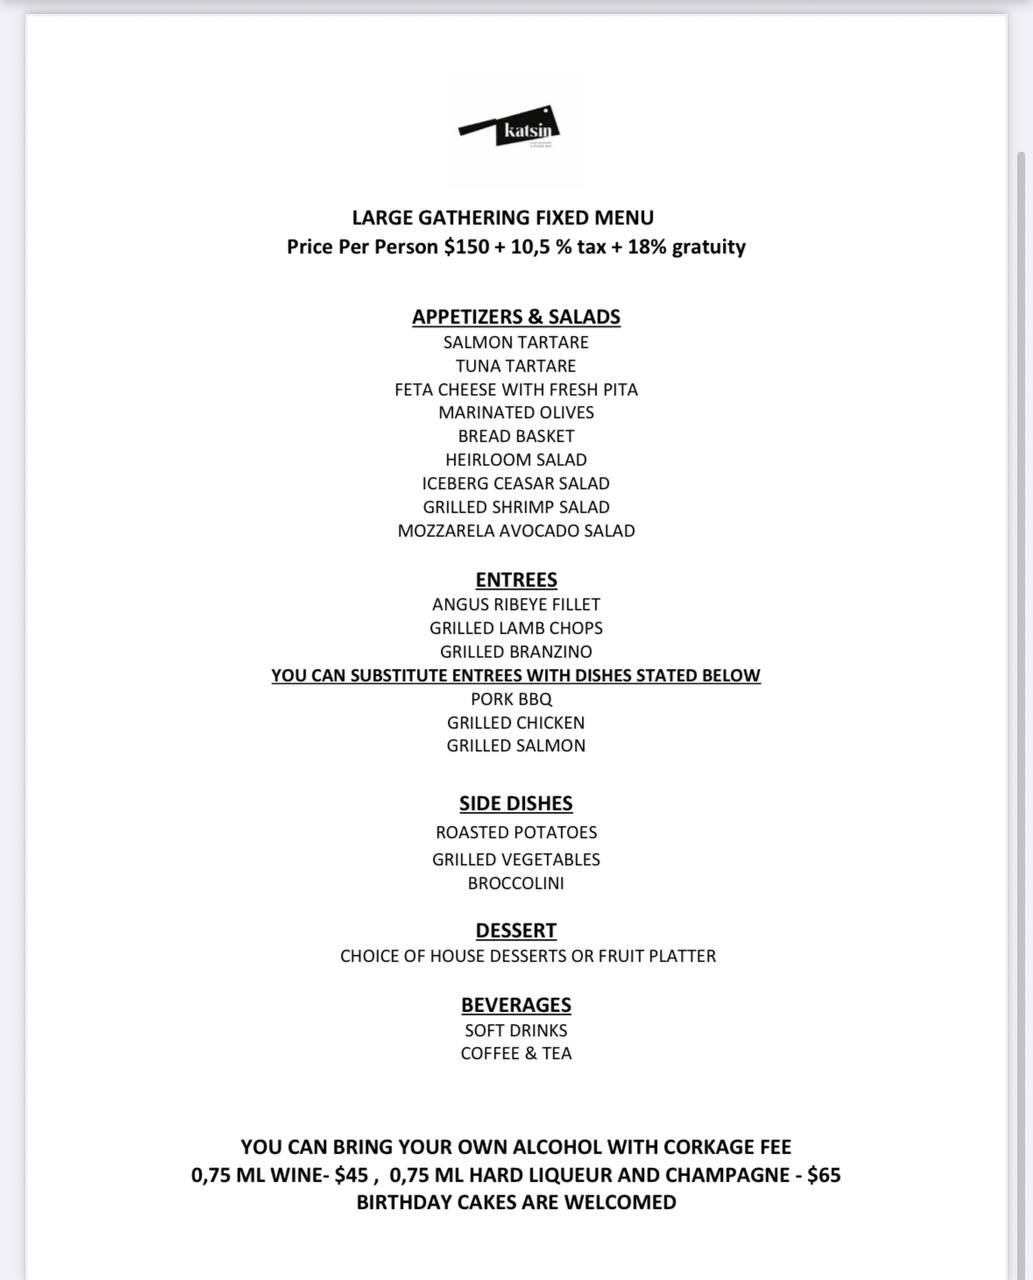 katsin
LARGE GATHERING FIXED MENU
Price Per Person $150 + 10,5 % tax + 18% gratuity
APPETIZERS & SALADS
SALMON TARTARE
TUNA TARTARE
FETA CHEESE WITH FRESH PITA
MARINATED OLIVES
BREAD BASKET
HEIRLOOM SALAD
ICEBERG CEASAR SALAD
GRILLED SHRIMP SALAD
MOZZARELA AVOCADO SALAD
ENTREES
ANGUS RIBEYE FILLET
GRILLED LAMB CHOPS
GRILLED BRANZINO
YOU CAN SUBSTITUTE ENTREES WITH DISHES STATED BELOW
PORK BBQ
GRILLED CHICKEN
GRILLED SALMON
SIDE DISHES
ROASTED POTATOES
GRILLED VEGETABLES
BROCCOLINI
DESSERT
CHOICE OF HOUSE DESSERTS OR FRUIT PLATTER
BEVERAGES
SOFT DRINKS
COFFEE & TEA
YOU CAN BRING YOUR OWN ALCOHOL WITH CORKAGE FEE
0,75 ML WINE- $45 , 0,75 ML HARD LIQUEUR AND CHAMPAGNE - $65
BIRTHDAY CAKES ARE WELCOMED